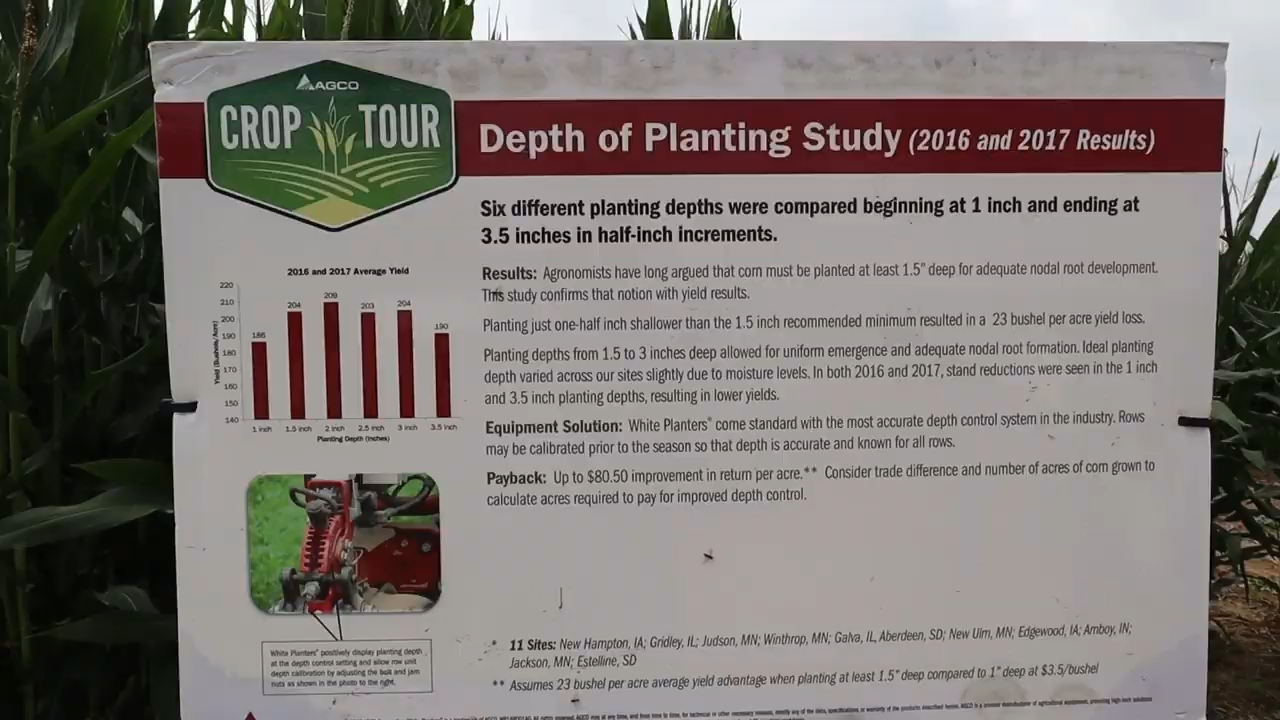 AGCO
CROP TOUR
Depth of Planting Study (2016 and 2017 Results)
Six different planting depths were compared beginning at 1 inch and ending at
3.5 inches in half-inch increments.
Results: Agronomists have long argued that corn must be planted at least 1.5" deep for adequate nodal root development.
This study confirms that notion with yield results.
Planting just one-half inch shallower than the 1.5 inch recommended minimum resulted in a 23 bushel per acre yield loss.
Planting depths from 1.5 to 3 inches deep allowed for uniform emergence and adequate nodal root formation. Ideal planting
depth varied across our sites slightly due to moisture levels. In both 2016 and 2017, stand reductions were seen in the 1 inch
and 3.5 inch planting depths, resulting in lower yields.
Equipment Solution: White Planters® come standard with the most accurate depth control system in the industry. Rows
may be calibrated prior to the season so that depth is accurate and known for all rows.
Payback: Up to $80.50 improvement in return per acre.** Consider trade difference and number of acres of corn grown to
calculate acres required to pay for improved depth control.
2016 and 2017 Average Yield
Yield (Bushels/Acre)
220
210
200
190
180
170
160
150
140
186
204
209
203
204
190
1 inch 1.5 inch 2 inch 2.5 inch 3 inch 3.5 inch
Planting Depth (inches)
White Planters® positively display planting depth
at the depth control setting and allow row unit
depth calibration by adjusting the bolt and jam
nuts as shown in the photo to the right.
* 11 Sites: New Hampton, IA; Gridley, IL; Judson, MN; Winthrop, MN; Galva, IL, Aberdeen, SD; New Ulm, MN; Edgewood, IA; Amboy, IN;
Jackson, MN; Estelline, SD
** Assumes 23 bushel per acre average yield advantage when planting at least 1.5" deep compared to 1" deep at $3.5/bushel